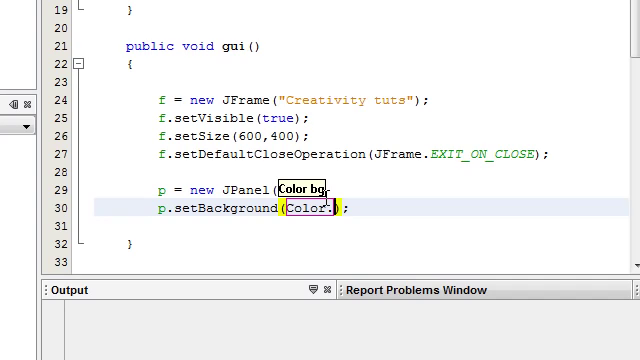 19 }
20
21 public void gui()
22 {
23
24 f = new JFrame("Creativity tuts");
25 f.setVisible(true);
26 f.setSize(600,400);
27 f.setDefaultCloseOperation(JFrame.EXIT_ON_CLOSE);
28
29 p = new JPanel(
Color bg
30 p.setBackground(Color.);
31
32 }
33
Output
Report Problems Window